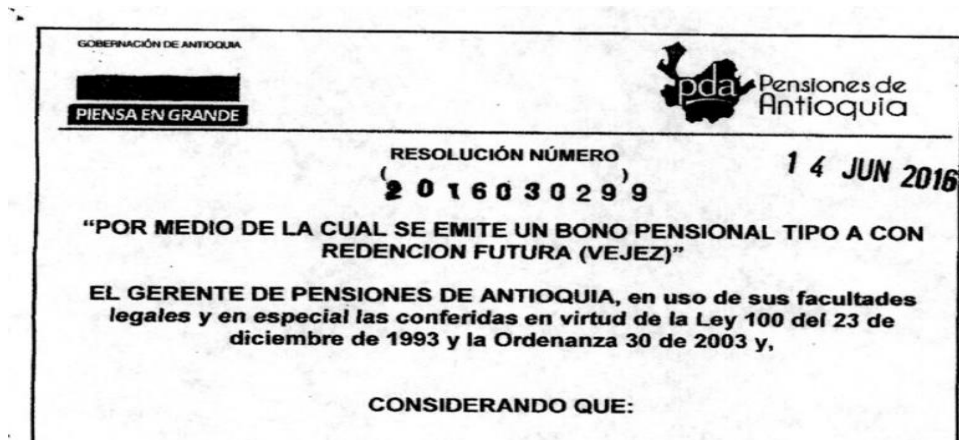 GOBERNACIÓN DE ANTIOQUIA
PIENSA EN GRANDE
pda Pensiones de
Antioquia
RESOLUCIÓN NÚMERO
( 2016030299 )
14 JUN 2016
“POR MEDIO DE LA CUAL SE EMITE UN BONO PENSIONAL TIPO A CON
REDENCION FUTURA (VEJEZ)”
EL GERENTE DE PENSIONES DE ANTIOQUIA, en uso de sus facultades
legales y en especial las conferidas en virtud de la Ley 100 del 23 de
diciembre de 1993 y la Ordenanza 30 de 2003 y,
CONSIDERANDO QUE: